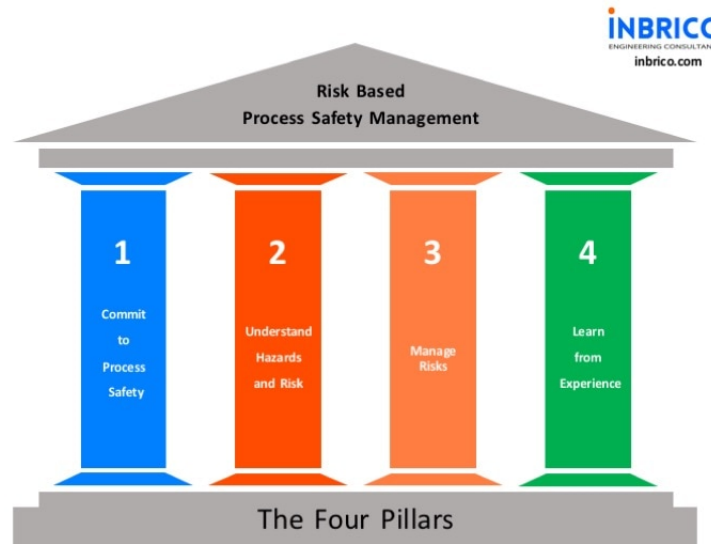 INBRICO
ENGINEERING CONSULTAN
inbrico.com
Risk Based
Process Safety Management
1
Commit
to
Process
Safety
2
Understand
Hazards
and Risk
3
Manage
Risks
4
Learn
from
Experience
The Four Pillars